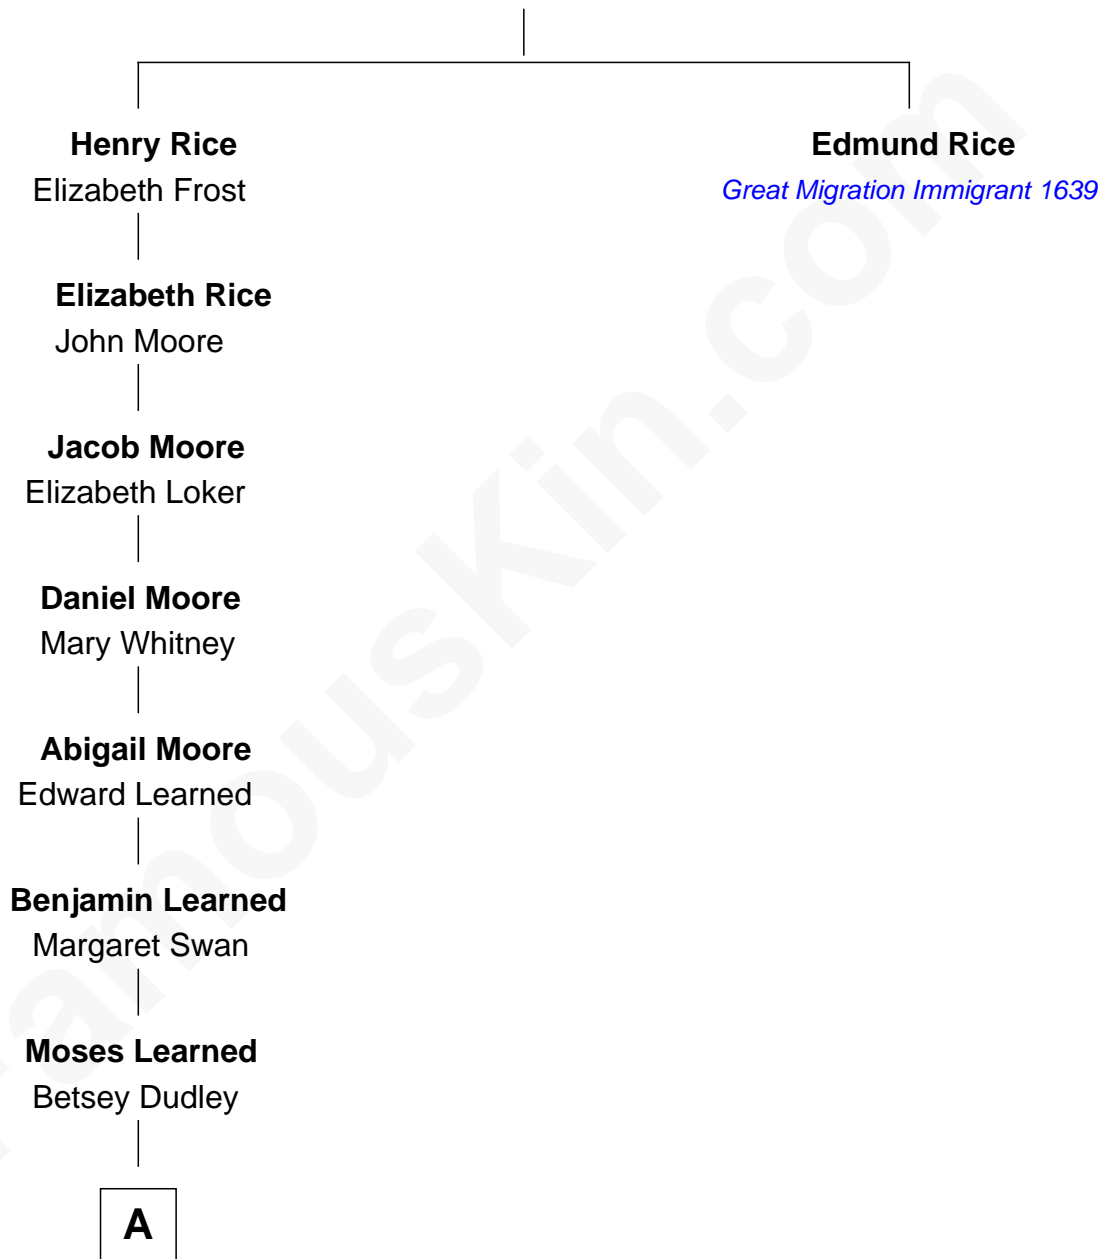 Henry Rice
Elizabeth Frost
Edmund Rice
Great Migration Immigrant 1639
Elizabeth Rice
John Moore
Jacob Moore
Elizabeth Loker
Daniel Moore
Mary Whitney
Abigail Moore
Edward Learned
Benjamin Learned
Margaret Swan
Moses Learned
Betsey Dudley
A
FamousKin.com